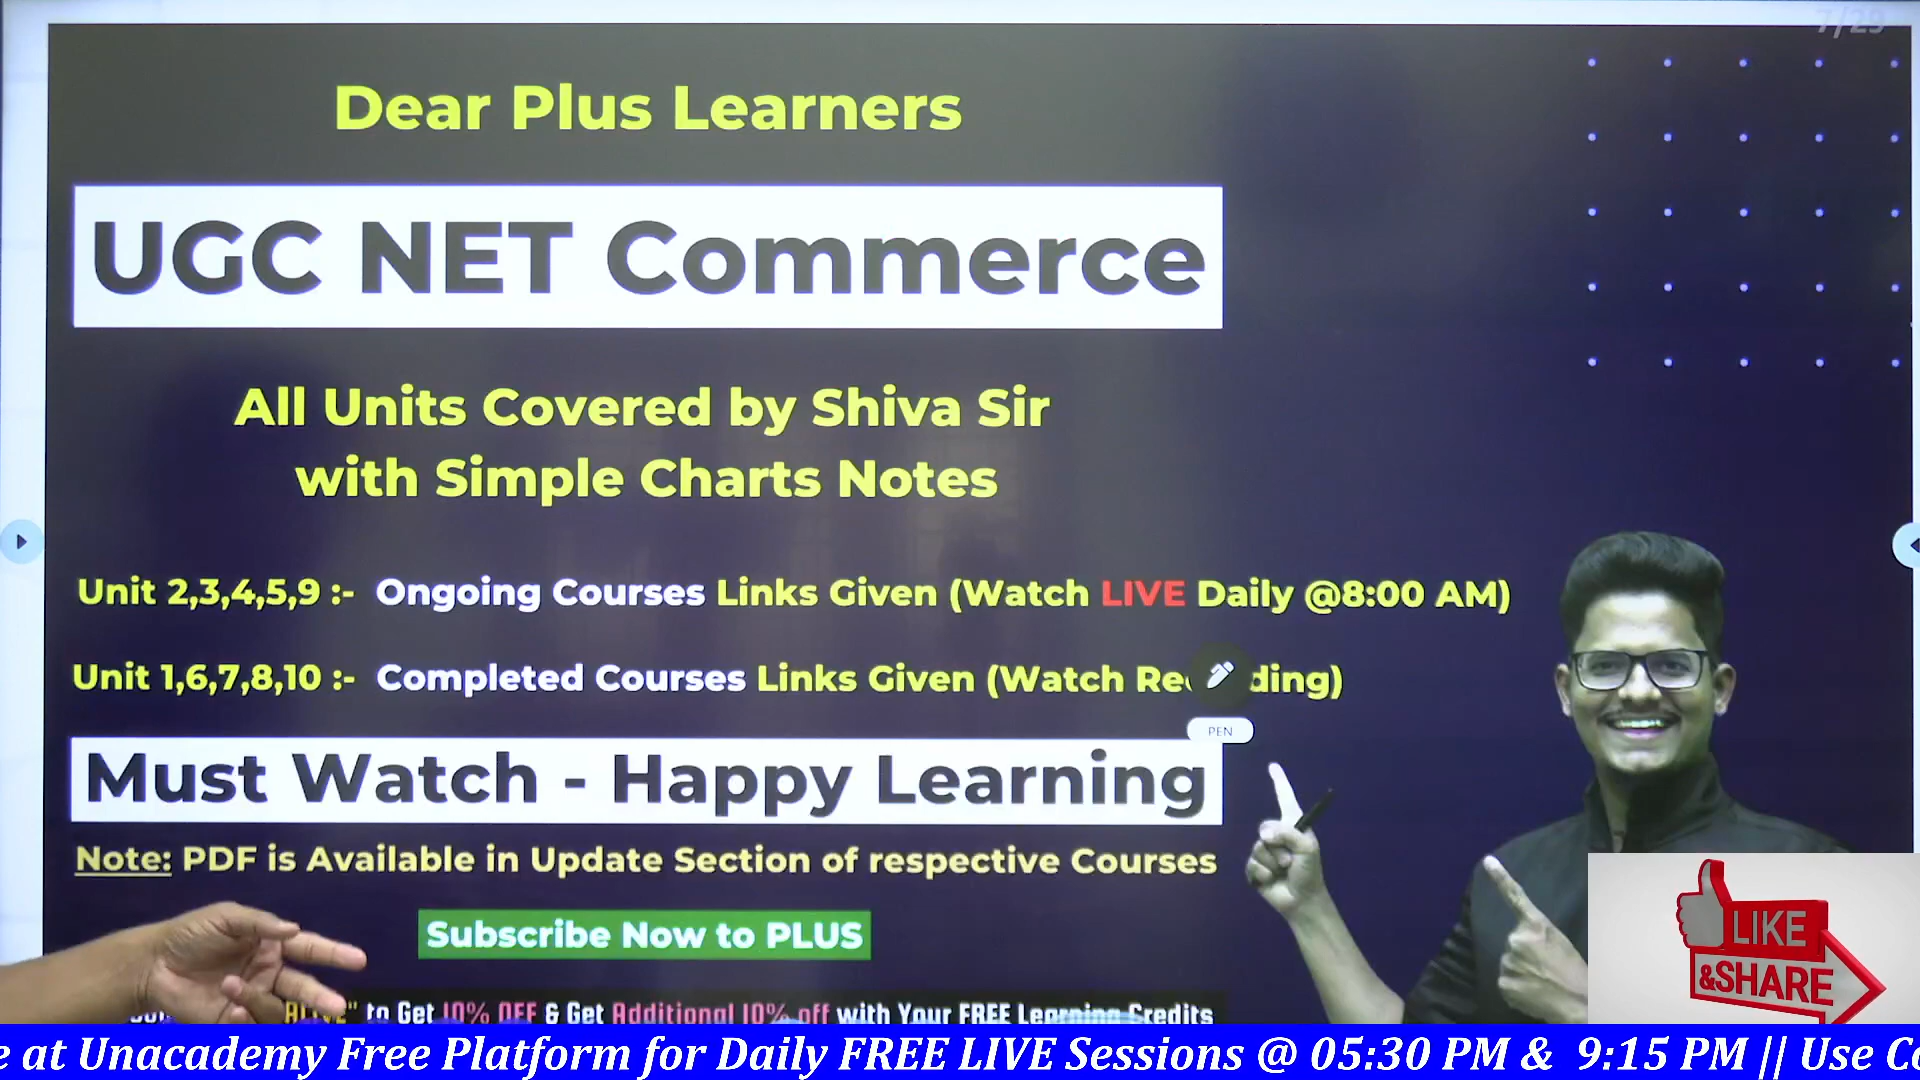 7/29
Dear Plus Learners
UGC NET Commerce
All Units Covered by Shiva Sir
with Simple Charts Notes
Unit 2,3,4,5,9 :- Ongoing Courses Links Given (Watch LIVE Daily @8:00 AM)
Unit 1,6,7,8,10 :- Completed Courses Links Given (Watch
PEN
Must Watch - Happy Learning
Note: PDF is Available in Update Section of respective Courses
Subscribe Now to PLUS
to Get 10% OFF & Get Additional 10% off with Your FREE Learning Credits
LIKE
&SHARE
at Unacademy Free Platform for Daily FREE LIVE Sessions @ 05:30 PM & 9:15 PM || Use